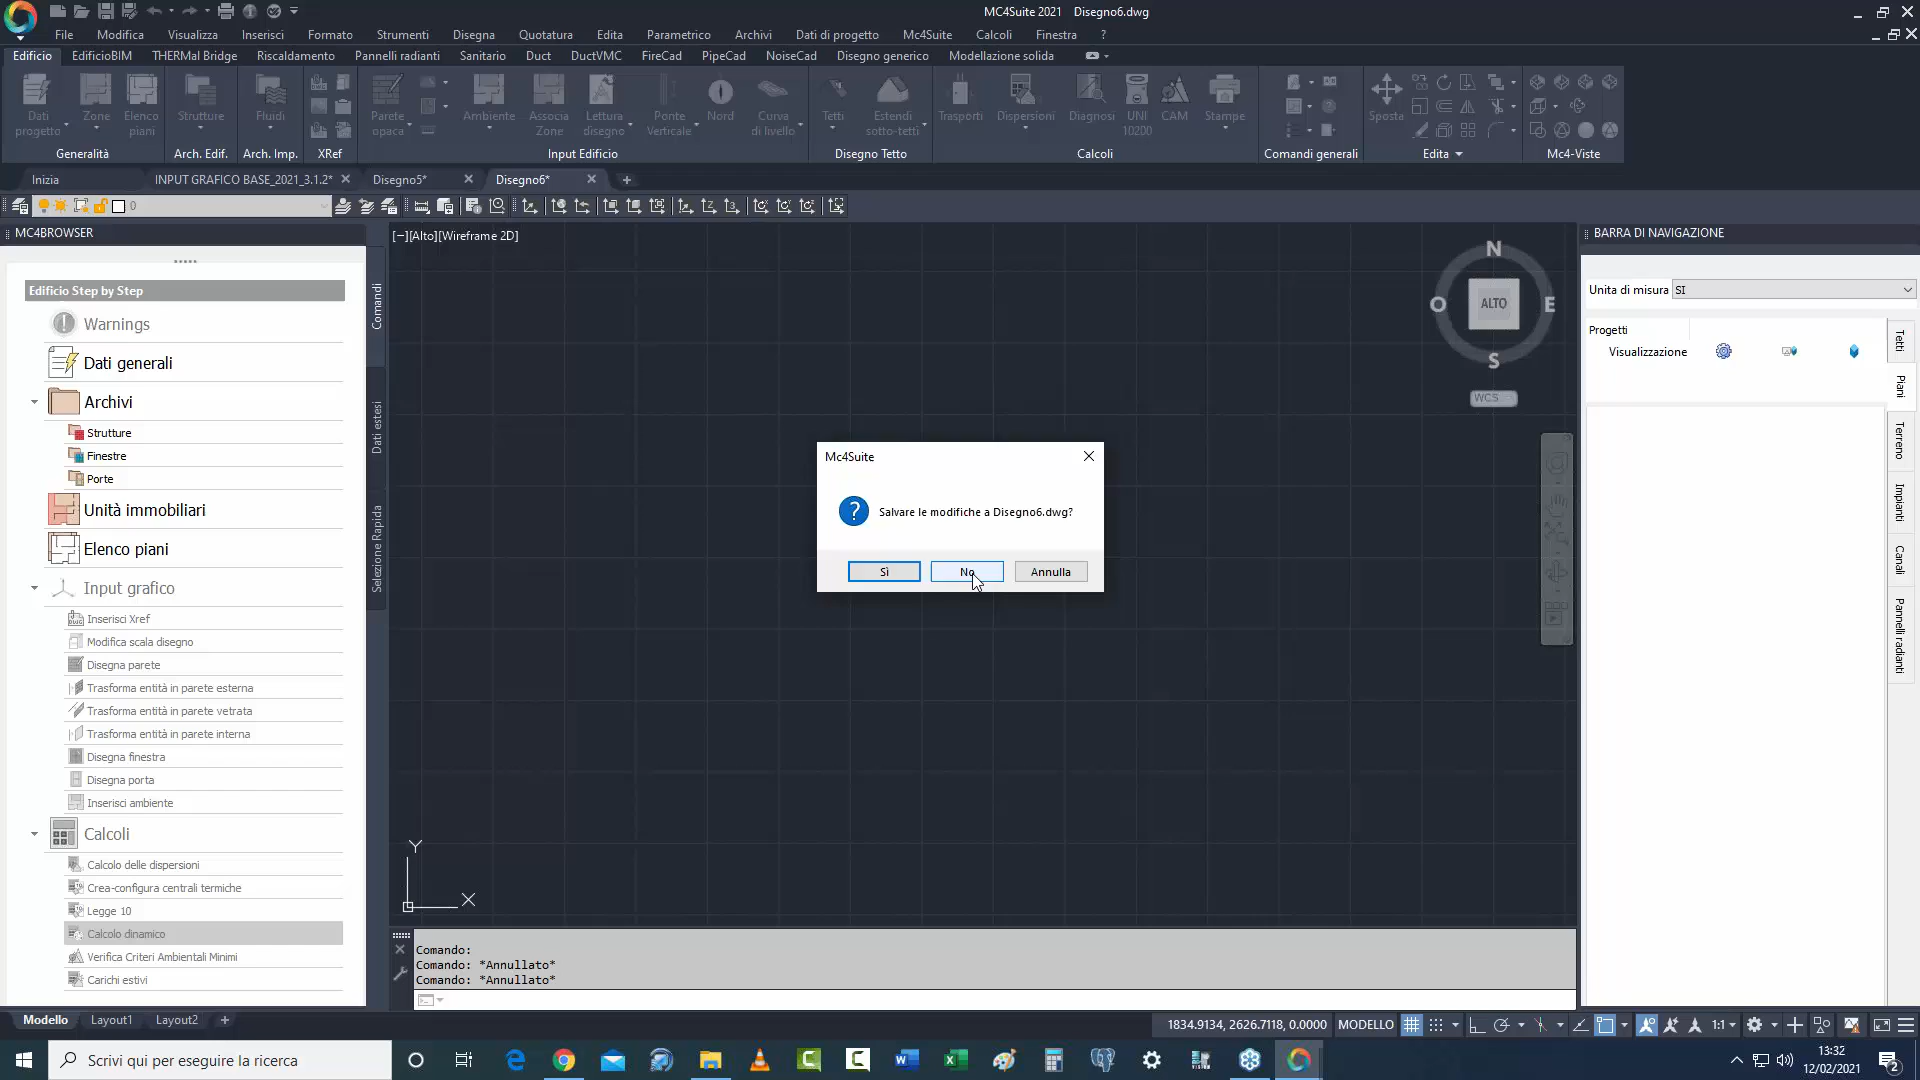 MC4Suite 2021 Disegno6.dwg
File Modifica Visualizza Inserisci Formato Strumenti Disegna Quotatura Edita Parametrico Archivi Dati di progetto Mc4Suite Calcoli Finestra ?
Edificio EdificioBIM THERMal Bridge Riscaldamento Pannelli radianti Sanitario Duct DuctVMC FireCad PipeCad NoiseCad Disegno generico Modellazione solida
Dati progetto Zone Elenco piani Strutture Fluidi Parete opaca Ambiente Associa Zone Lettura disegno Ponte Verticale Nord Curva di livello Tetti Estendi sotto-tetti Trasporti Dispersioni Diagnosi UNI 10200 CAM Stampe Sposta
Generalità Arch. Edif. Arch. Imp. XRef Input Edificio Disegno Tetto Calcoli Comandi generali Edita Mc4-Viste
Inizia INPUT GRAFICO BASE_2021_3.1.2* Disegno5* Disegno6*
0
MC4BROWSER
Edificio Step by Step
Warnings
Dati generali
Archivi
Strutture
Finestre
Porte
Unità immobiliari
Elenco piani
Input grafico
Inserisci Xref
Modifica scala disegno
Disegna parete
Trasforma entità in parete esterna
Trasforma entità in parete vetrata
Trasforma entità in parete interna
Disegna finestra
Disegna porta
Inserisci ambiente
Calcoli
Calcolo delle dispersioni
Crea-configura centrali termiche
Legge 10
Calcolo dinamico
Verifica Criteri Ambientali Minimi
Carichi estivi
Comandi
Dati estesi
Selezione Rapida
[−][Alto][Wireframe 2D]
N
O ALTO E
S
WCS
Mc4Suite
Salvare le modifiche a Disegno6.dwg?
Sì No Annulla
Y
X
Comando:
Comando: *Annullato*
Comando: *Annullato*
BARRA DI NAVIGAZIONE
Unita di misura SI
Progetti
Visualizzazione
Tetti
Piani
Terreno
Impianti
Canali
Pannelli radianti
Modello Layout1 Layout2 +
1834.9134, 2626.7118, 0.0000 MODELLO 1:1
Scrivi qui per eseguire la ricerca
13:32
12/02/2021
2